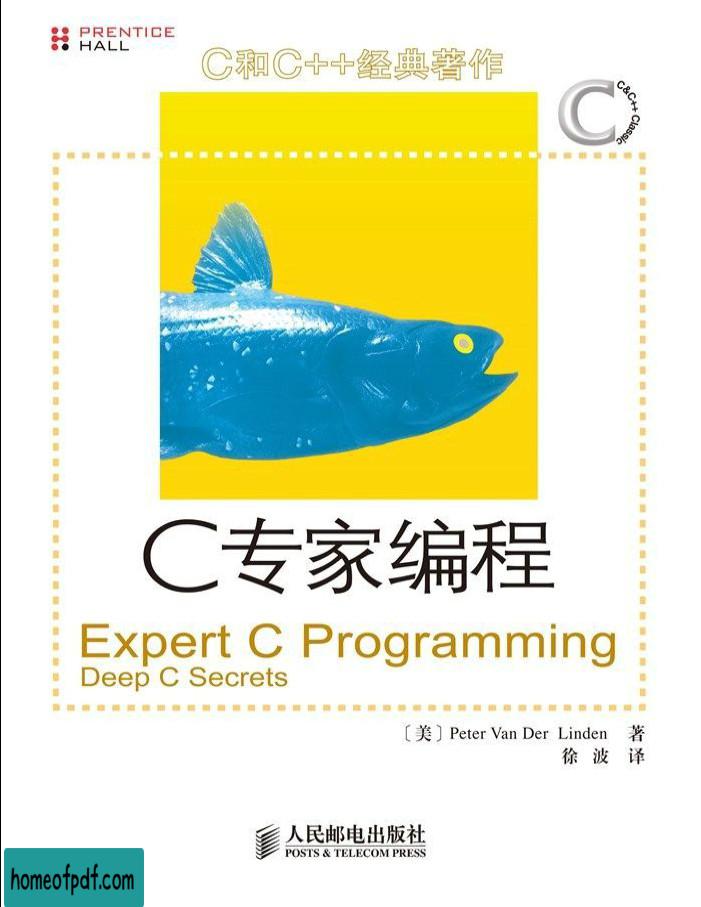 PRENTICE
HALL
C和C++经典著作
C
C&C++ Classic
C专家编程
Expert C Programming
Deep C Secrets
〔美〕Peter Van Der Linden 著
徐波 译
人民邮电出版社
POSTS & TELECOM PRESS
homeofpdf.com